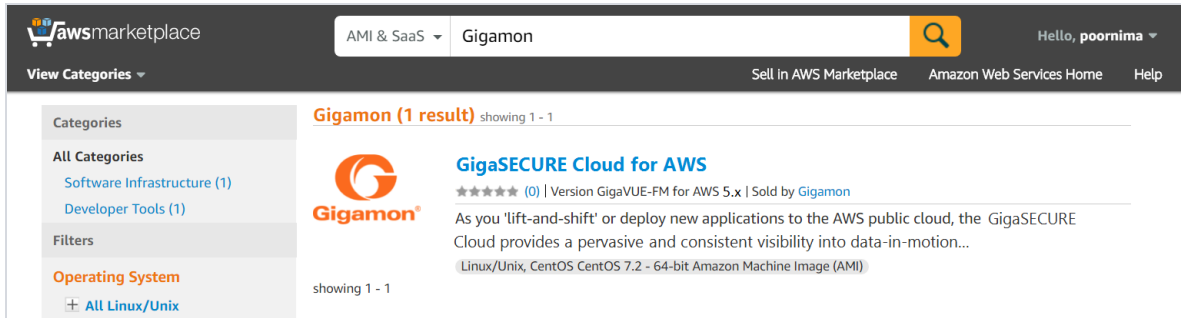 awsmarketplace
AMI & SaaS Gigamon
Hello, poornima
View Categories
Sell in AWS Marketplace Amazon Web Services Home Help
Categories
All Categories
Software Infrastructure (1)
Developer Tools (1)
Filters
Operating System
All Linux/Unix
Gigamon (1 result) showing 1 - 1
Gigamon®
GigaSECURE Cloud for AWS
(0) | Version GigaVUE-FM for AWS 5.x | Sold by Gigamon
As you 'lift-and-shift' or deploy new applications to the AWS public cloud, the GigaSECURE
Cloud provides a pervasive and consistent visibility into data-in-motion...
Linux/Unix, CentOS CentOS 7.2 - 64-bit Amazon Machine Image (AMI)
showing 1 - 1